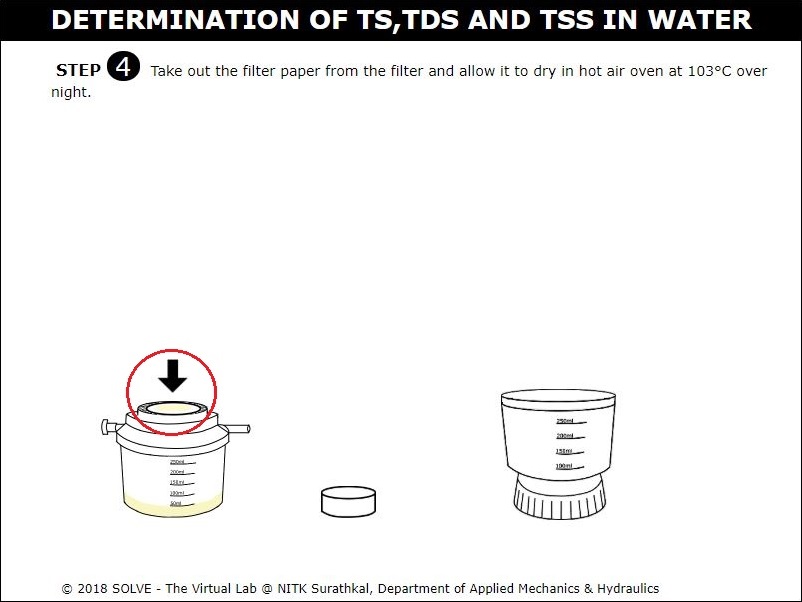 DETERMINATION OF TS,TDS AND TSS IN WATER
STEP 4 Take out the filter paper from the filter and allow it to dry in hot air oven at 103°C over
night.
250ml
200ml
150ml
100ml
50ml
250ml
200ml
150ml
100ml
© 2018 SOLVE - The Virtual Lab @ NITK Surathkal, Department of Applied Mechanics & Hydraulics